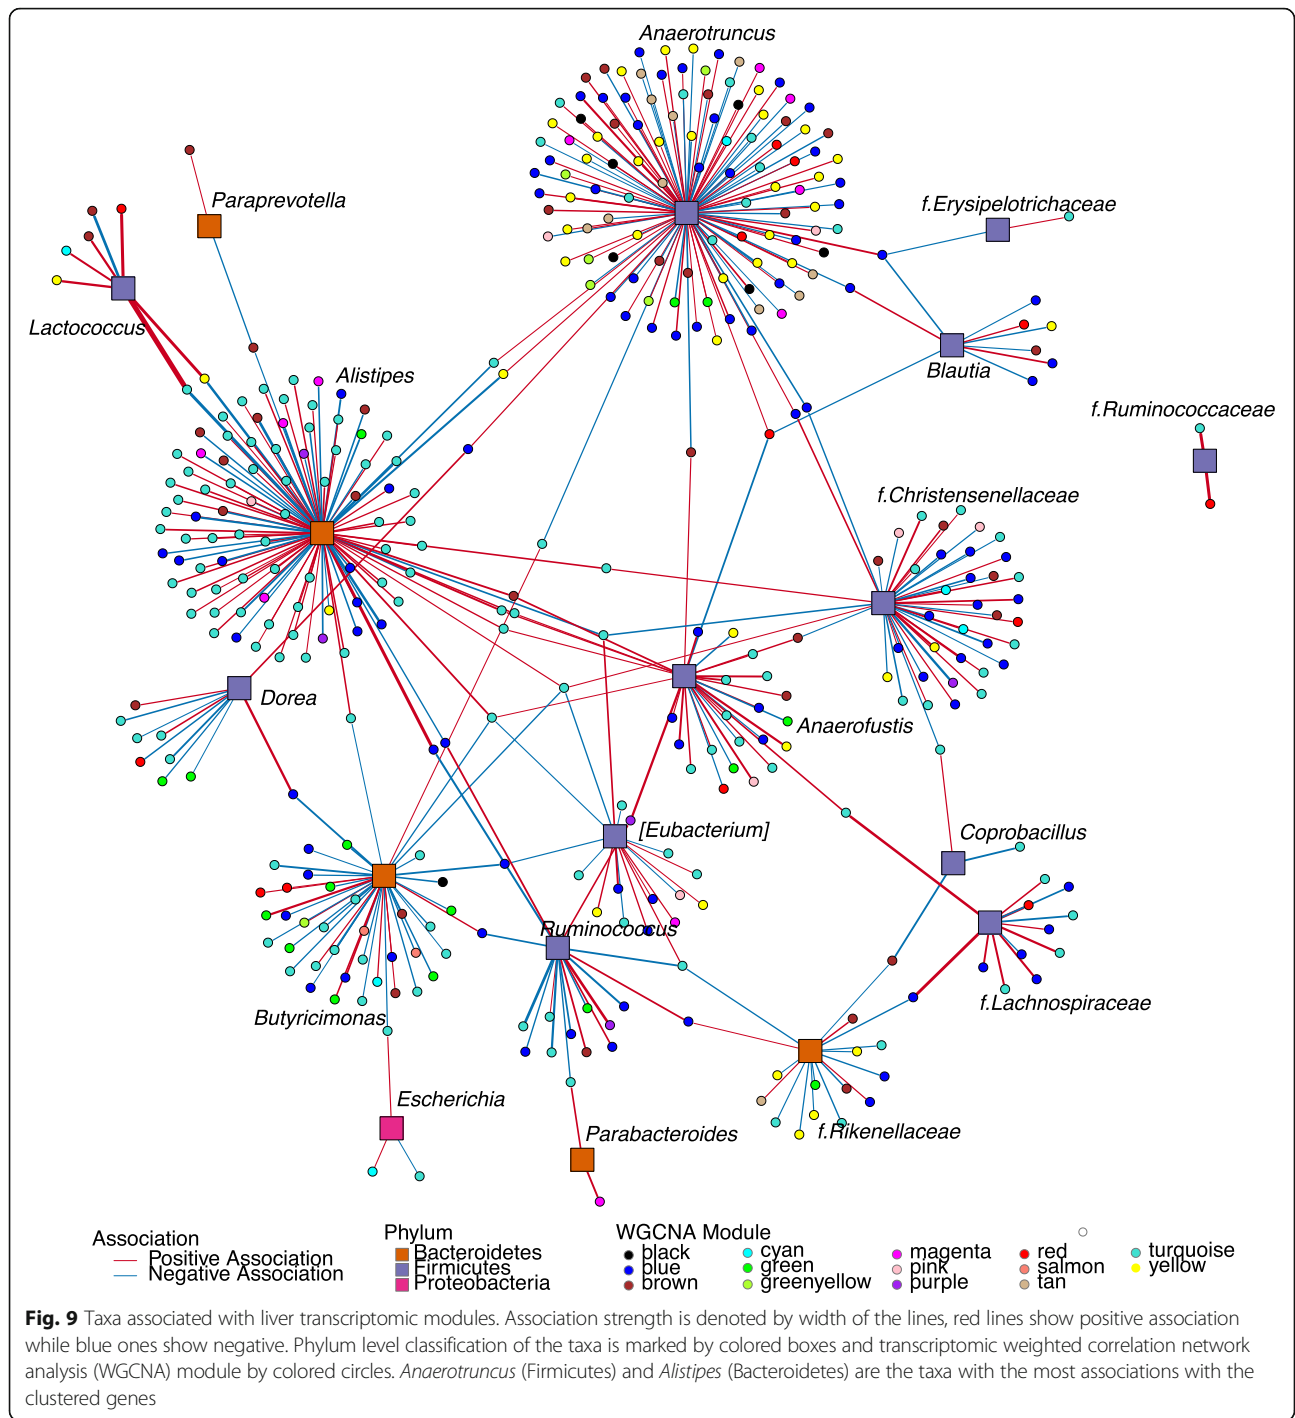 Anaerotruncus
Paraprevotella
f.Erysipelotrichaceae
Lactococcus
Alistipes
Blautia
f.Ruminococcaceae
f.Christensenellaceae
Dorea
Anaerofustis
[Eubacterium]
Coprobacillus
Ruminococcus
f.Lachnospiraceae
Butyricimonas
Escherichia
Parabacteroides
f.Rikenellaceae
Association
Positive Association
Negative Association
Phylum
Bacteroidetes
Firmicutes
Proteobacteria
WGCNA Module
black
blue
brown
cyan
green
greenyellow
magenta
pink
purple
red
salmon
tan
turquoise
yellow
Fig. 9 Taxa associated with liver transcriptomic modules. Association strength is denoted by width of the lines, red lines show positive association
while blue ones show negative. Phylum level classification of the taxa is marked by colored boxes and transcriptomic weighted correlation network
analysis (WGCNA) module by colored circles. Anaerotruncus (Firmicutes) and Alistipes (Bacteroidetes) are the taxa with the most associations with the
clustered genes